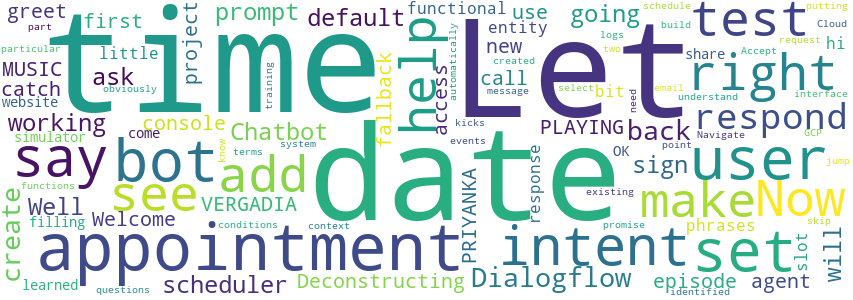 greet first prompt default functional use going schedule build putting
part project entity request Cloud
particular little time Let test
MUSIC ask obviously training help access automatically logs new created two share hi Accept
catch fallback call message select email bit understand right interface
website working console kicks need PLAYING back respond
simulator come Chatbot events OK Navigate GCP
say bot see know add date sign point user jump
functions terms system response existing make Now
create Well Welcome VERGADIA PRIYANKA phrases
filling conditions context promise intent set slot will skip
appointment
learned scheduler Deconstructing Dialogflow episode agent
questions identified